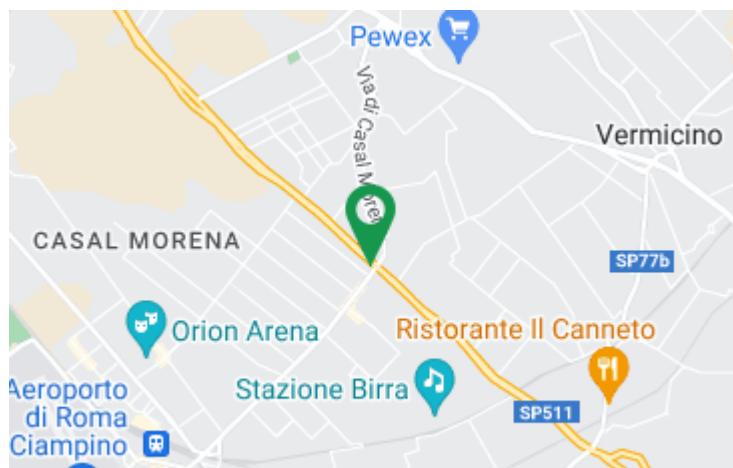 Pewex
Via di Casal Morena
Vermicino
CASAL MORENA
SP77b
Orion Arena
Ristorante Il Canneto
Stazione Birra
Aeroporto
di Roma
Ciampino
SP511